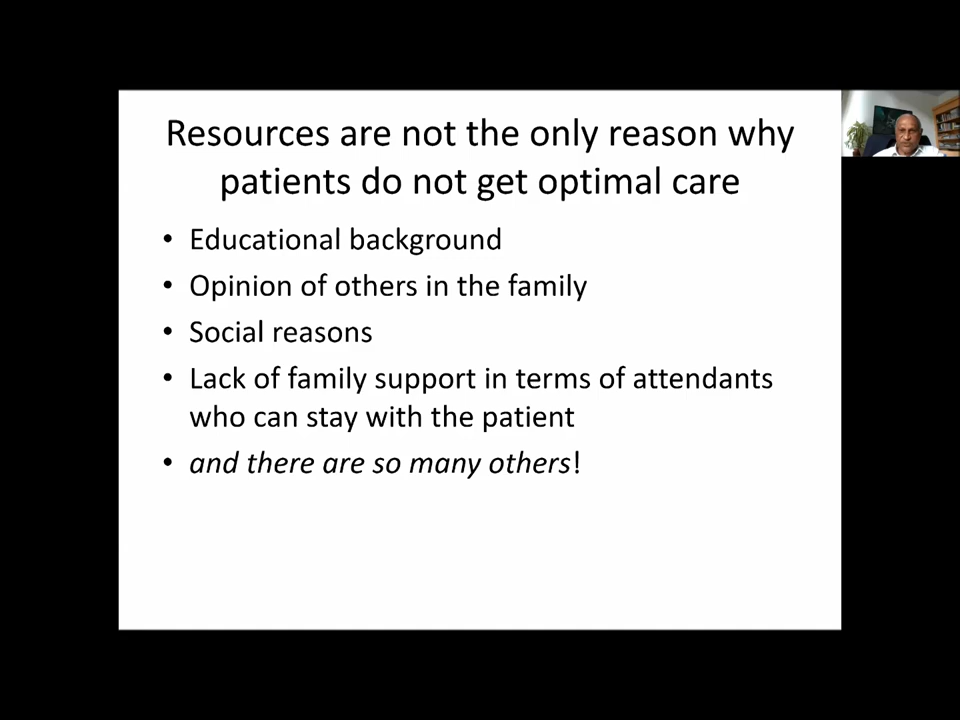 Resources are not the only reason why
patients do not get optimal care
• Educational background
• Opinion of others in the family
• Social reasons
• Lack of family support in terms of attendants
who can stay with the patient
• and there are so many others!